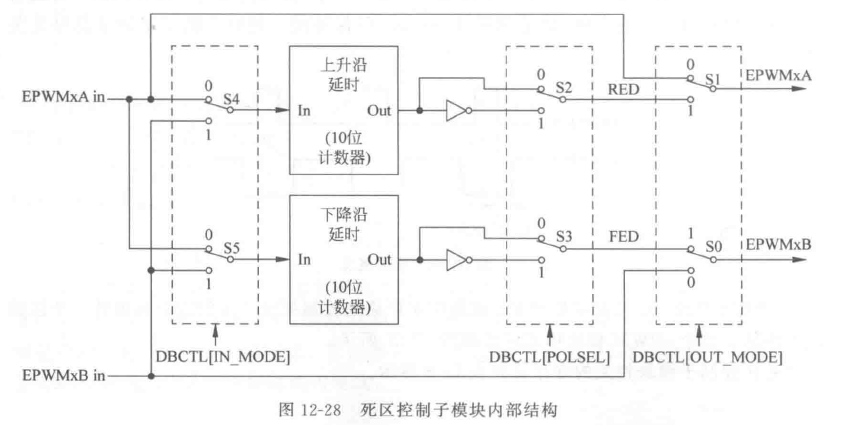 上升沿
延时
(10位
计数器)
In
Out
EPWMxA in
0
S4
1
0
S2
1
RED
0
S1
1
EPWMxA
下降沿
延时
(10位
计数器)
In
Out
0
S5
1
0
S3
1
FED
1
S0
0
EPWMxB
DBCTL[IN_MODE]
DBCTL[POLSEL]
DBCTL[OUT_MODE]
EPWMxB in
图 12-28 死区控制子模块内部结构